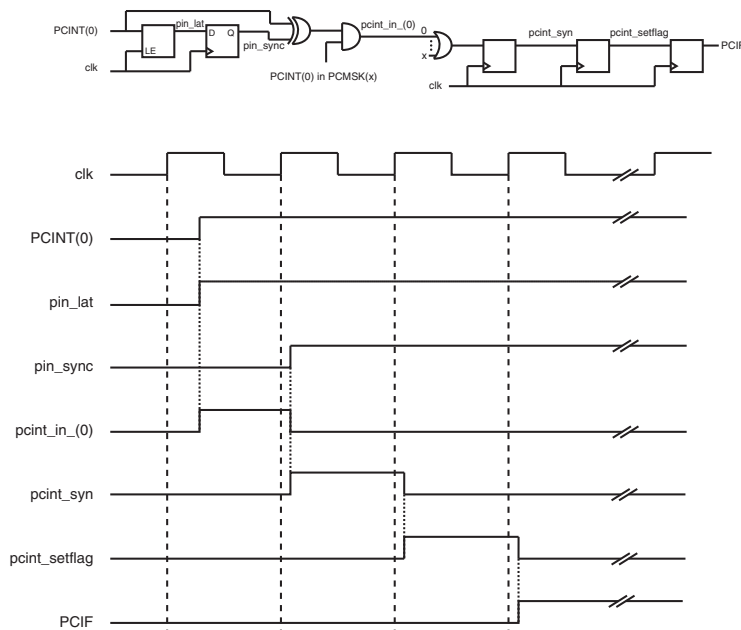 PCINT(0)
pin_lat
D Q
LE
pin_sync
clk
PCINT(0) in PCMSK(x)
pcint_in_(0)
0
x
clk
pcint_syn
pcint_setflag
PCIF
clk
PCINT(0)
pin_lat
pin_sync
pcint_in_(0)
pcint_syn
pcint_setflag
PCIF